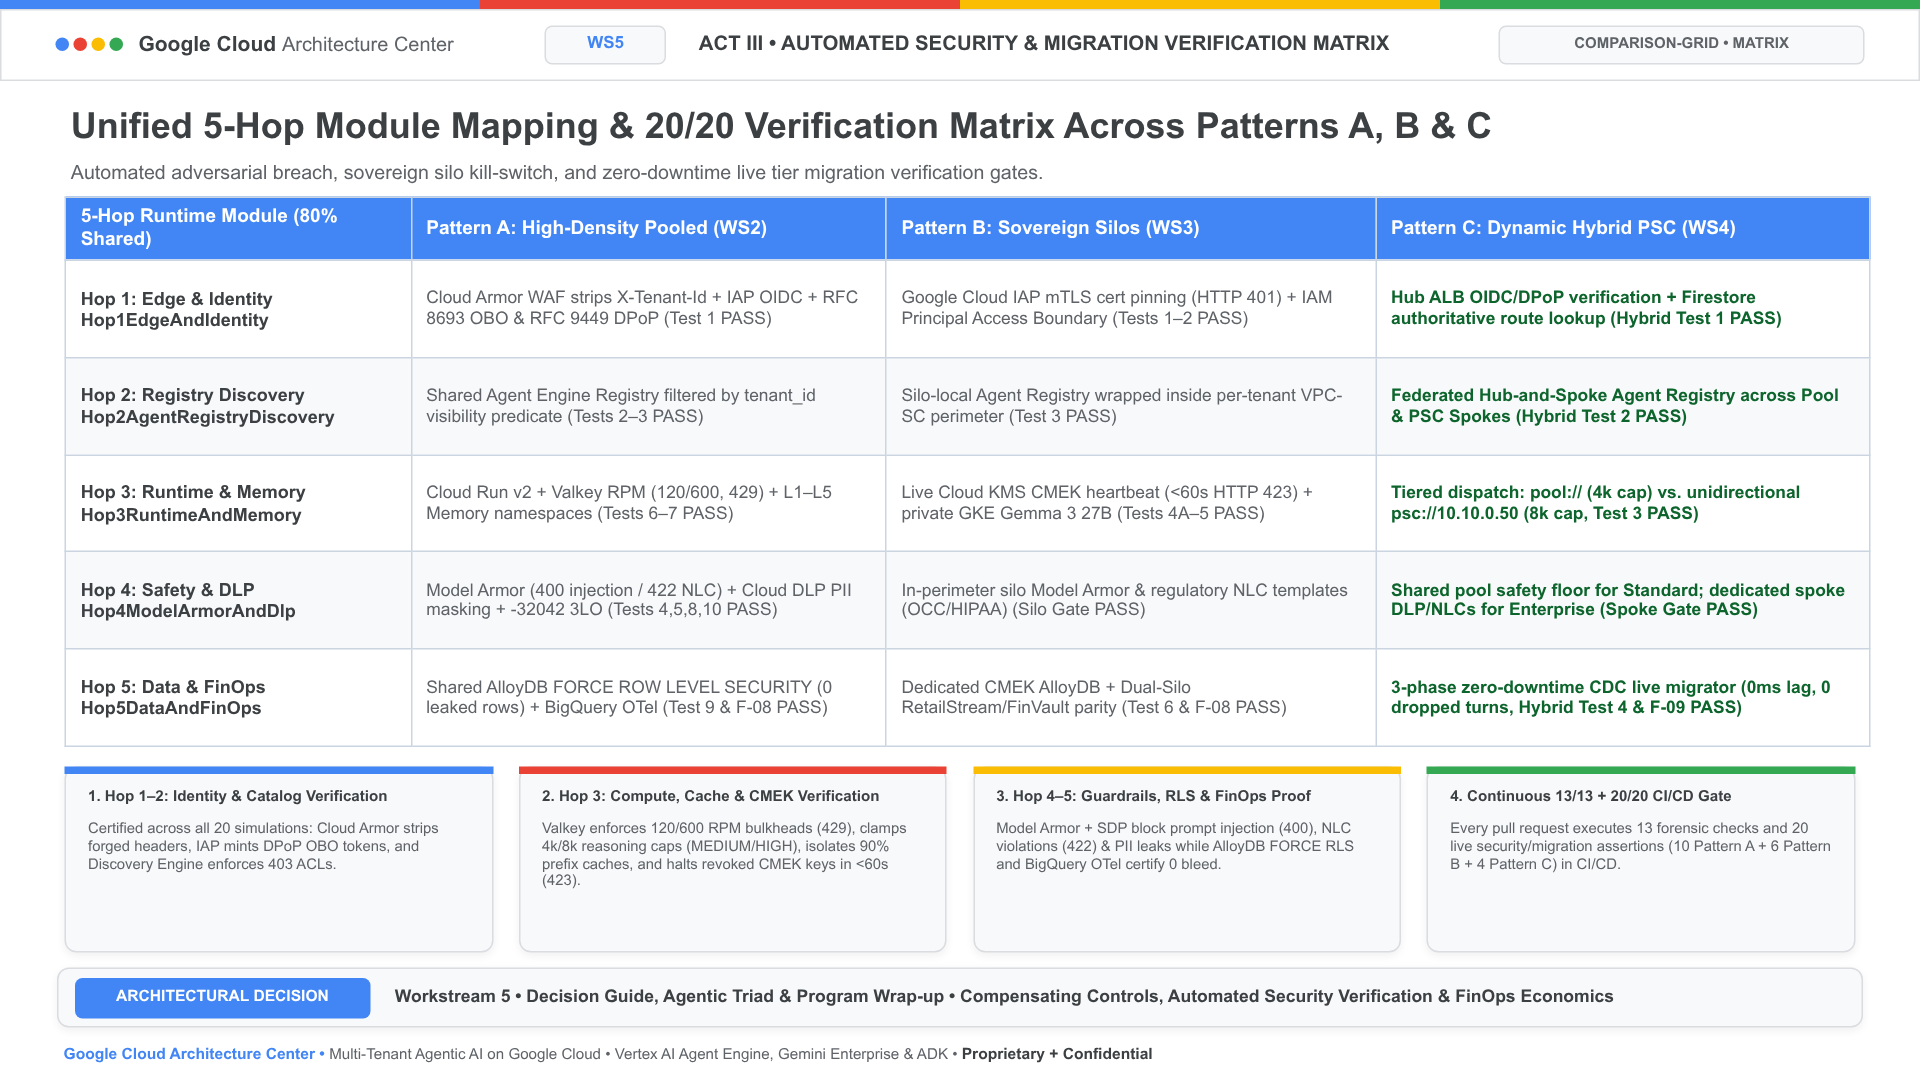 Google Cloud Architecture Center
WS5
ACT III • AUTOMATED SECURITY & MIGRATION VERIFICATION MATRIX
COMPARISON-GRID • MATRIX
Unified 5-Hop Module Mapping & 20/20 Verification Matrix Across Patterns A, B & C
Automated adversarial breach, sovereign silo kill-switch, and zero-downtime live tier migration verification gates.
5-Hop Runtime Module (80%
Shared)
Pattern A: High-Density Pooled (WS2)
Pattern B: Sovereign Silos (WS3)
Pattern C: Dynamic Hybrid PSC (WS4)
Hop 1: Edge & Identity
Hop1EdgeAndIdentity
Cloud Armor WAF strips X-Tenant-Id + IAP OIDC + RFC
8693 OBO & RFC 9449 DPoP (Test 1 PASS)
Google Cloud IAP mTLS cert pinning (HTTP 401) + IAM
Principal Access Boundary (Tests 1–2 PASS)
Hub ALB OIDC/DPoP verification + Firestore
authoritative route lookup (Hybrid Test 1 PASS)
Hop 2: Registry Discovery
Hop2AgentRegistryDiscovery
Shared Agent Engine Registry filtered by tenant_id
visibility predicate (Tests 2–3 PASS)
Silo-local Agent Registry wrapped inside per-tenant VPC-
SC perimeter (Test 3 PASS)
Federated Hub-and-Spoke Agent Registry across Pool
& PSC Spokes (Hybrid Test 2 PASS)
Hop 3: Runtime & Memory
Hop3RuntimeAndMemory
Cloud Run v2 + Valkey RPM (120/600, 429) + L1–L5
Memory namespaces (Tests 6–7 PASS)
Live Cloud KMS CMEK heartbeat (<60s HTTP 423) +
private GKE Gemma 3 27B (Tests 4A–5 PASS)
Tiered dispatch: pool:// (4k cap) vs. unidirectional
psc://10.10.0.50 (8k cap, Test 3 PASS)
Hop 4: Safety & DLP
Hop4ModelArmorAndDlp
Model Armor (400 injection / 422 NLC) + Cloud DLP PII
masking + -32042 3LO (Tests 4,5,8,10 PASS)
In-perimeter silo Model Armor & regulatory NLC templates
(OCC/HIPAA) (Silo Gate PASS)
Shared pool safety floor for Standard; dedicated spoke
DLP/NLCs for Enterprise (Spoke Gate PASS)
Hop 5: Data & FinOps
Hop5DataAndFinOps
Shared AlloyDB FORCE ROW LEVEL SECURITY (0
leaked rows) + BigQuery OTel (Test 9 & F-08 PASS)
Dedicated CMEK AlloyDB + Dual-Silo
RetailStream/FinVault parity (Test 6 & F-08 PASS)
3-phase zero-downtime CDC live migrator (0ms lag, 0
dropped turns, Hybrid Test 4 & F-09 PASS)
1. Hop 1–2: Identity & Catalog Verification
Certified across all 20 simulations: Cloud Armor strips
forged headers, IAP mints DPoP OBO tokens, and
Discovery Engine enforces 403 ACLs.
2. Hop 3: Compute, Cache & CMEK Verification
Valkey enforces 120/600 RPM bulkheads (429), clamps
4k/8k reasoning caps (MEDIUM/HIGH), isolates 90%
prefix caches, and halts revoked CMEK keys in <60s
(423).
3. Hop 4–5: Guardrails, RLS & FinOps Proof
Model Armor + SDP block prompt injection (400), NLC
violations (422) & PII leaks while AlloyDB FORCE RLS
and BigQuery OTel certify 0 bleed.
4. Continuous 13/13 + 20/20 CI/CD Gate
Every pull request executes 13 forensic checks and 20
live security/migration assertions (10 Pattern A + 6 Pattern
B + 4 Pattern C) in CI/CD.
ARCHITECTURAL DECISION
Workstream 5 • Decision Guide, Agentic Triad & Program Wrap-up • Compensating Controls, Automated Security Verification & FinOps Economics
Google Cloud Architecture Center • Multi-Tenant Agentic AI on Google Cloud • Vertex AI Agent Engine, Gemini Enterprise & ADK • Proprietary + Confidential